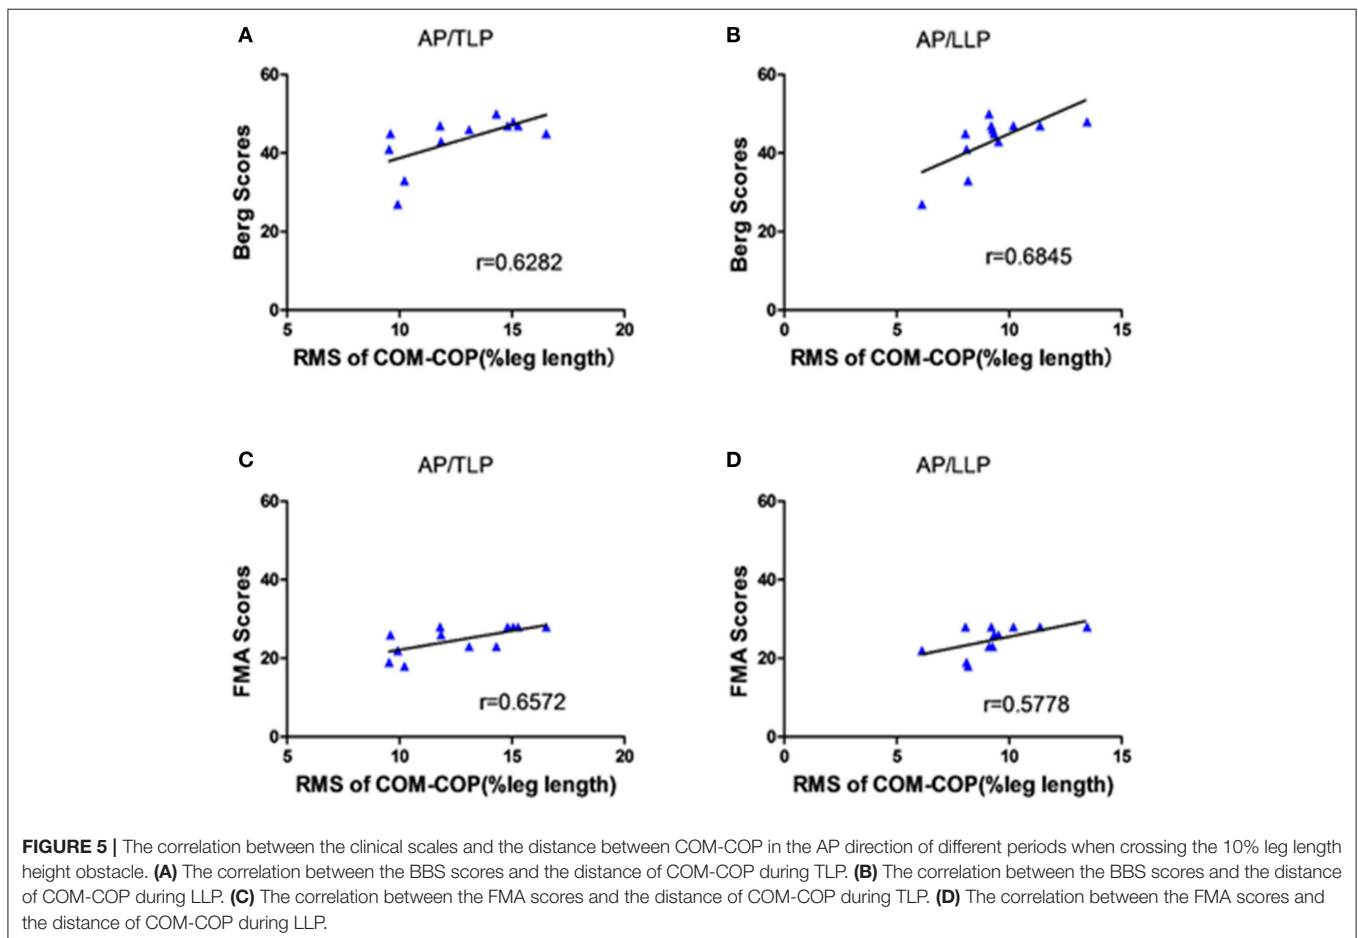 A
AP/TLP
60
40
20
0
Berg Scores
r=0.6282
5 10 15 20
RMS of COM-COP(%leg length)
B
AP/LLP
60
40
20
0
Berg Scores
r=0.6845
0 5 10 15
RMS of COM-COP(%leg length)
C
AP/TLP
60
40
20
0
FMA Scores
r=0.6572
5 10 15 20
RMS of COM-COP(%leg length)
D
AP/LLP
60
40
20
0
FMA Scores
r=0.5778
0 5 10 15
RMS of COM-COP(%leg length)
FIGURE 5 | The correlation between the clinical scales and the distance between COM-COP in the AP direction of different periods when crossing the 10% leg length
height obstacle. (A) The correlation between the BBS scores and the distance of COM-COP during TLP. (B) The correlation between the BBS scores and the distance
of COM-COP during LLP. (C) The correlation between the FMA scores and the distance of COM-COP during TLP. (D) The correlation between the FMA scores and
the distance of COM-COP during LLP.